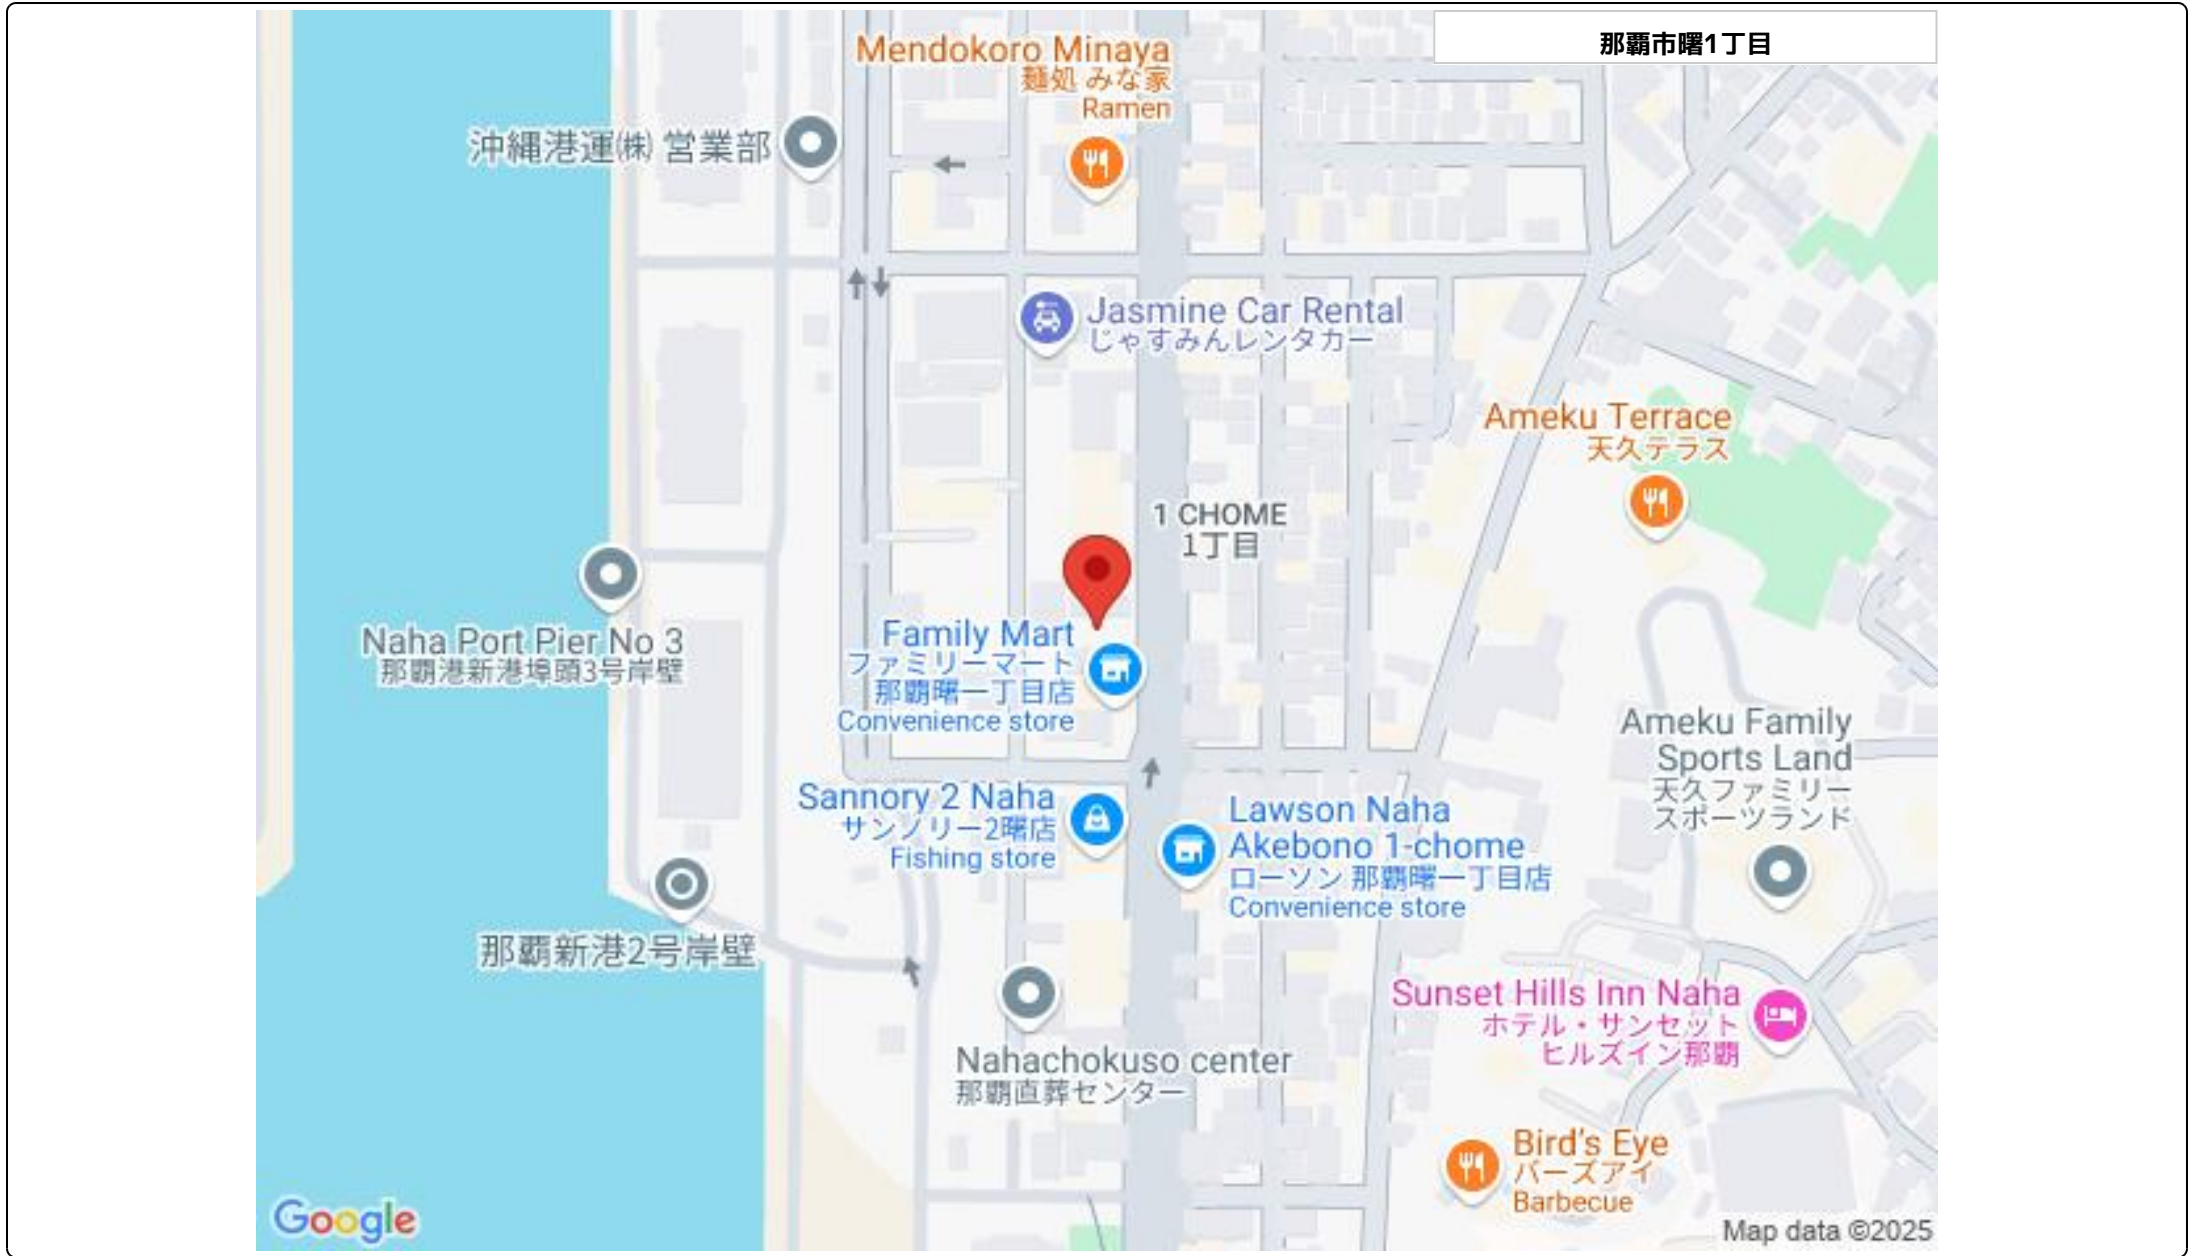 那覇市曙1丁目
Mendokoro Minaya
麺処 みな家
Ramen
沖縄港運㈱ 営業部
Jasmine Car Rental
じゃすみんレンタカー
Ameku Terrace
天久テラス
1 CHOME
1丁目
Naha Port Pier No 3
那覇港新港埠頭3号岸壁
Family Mart
ファミリーマート
那覇曙一丁目店
Convenience store
Ameku Family
Sports Land
天久ファミリー
スポーツランド
Sannory 2 Naha
サンノリー2曙店
Fishing store
Lawson Naha
Akebono 1-chome
ローソン 那覇曙一丁目店
Convenience store
那覇新港2号岸壁
Sunset Hills Inn Naha
ホテル・サンセット
ヒルズイン那覇
Nahachokuso center
那覇直葬センター
Bird's Eye
バーズアイ
Barbecue
Google
Map data ©2025